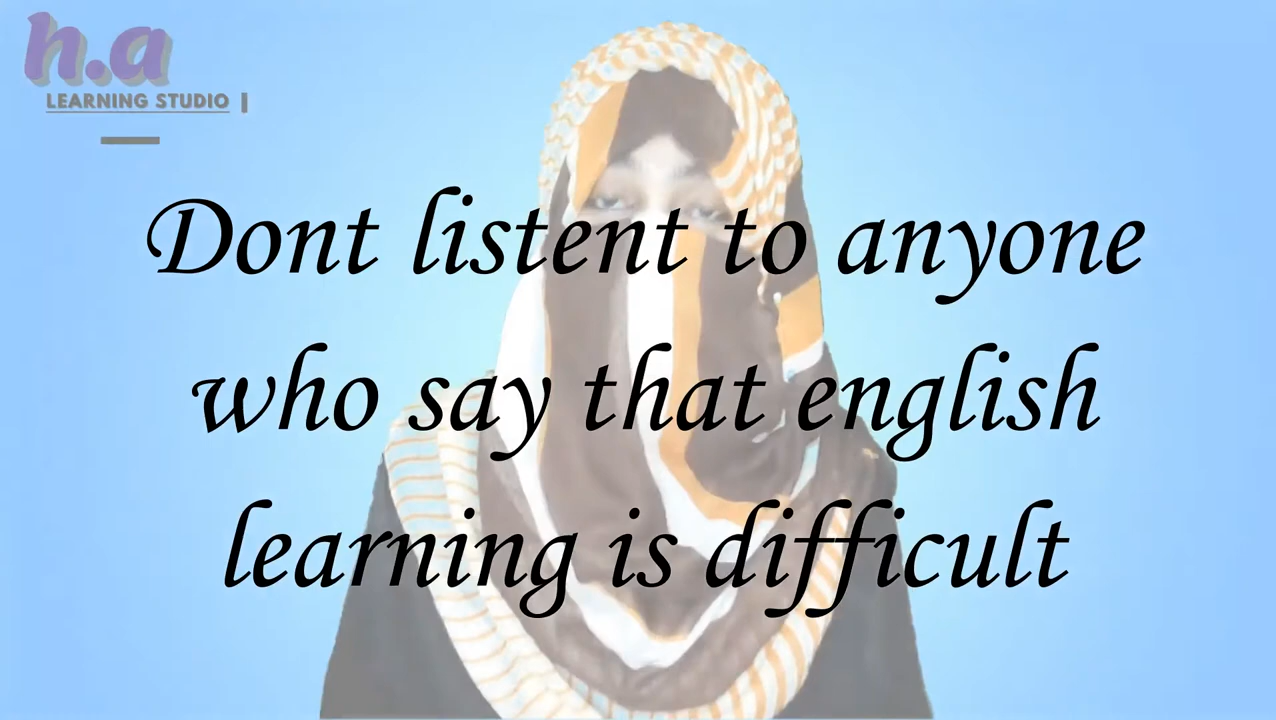 h.a
LEARNING STUDIO |
Dont listent to anyone
who say that english
learning is difficult